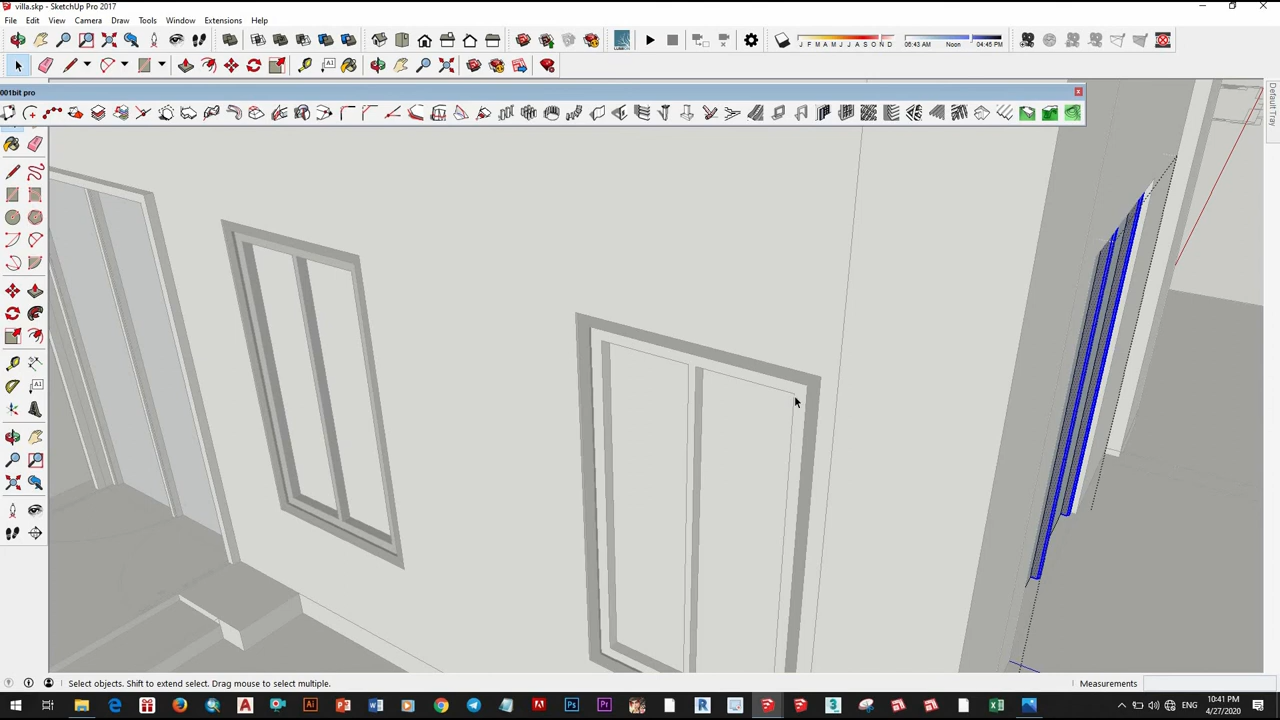 villa.skp - SketchUp Pro 2017
File Edit View Camera Draw Tools Window Extensions Help
J F M A M J J A S O N D 06:43 AM Noon 04:45 PM
001bit pro
Default Tray
Select objects. Shift to extend select. Drag mouse to select multiple.
Measurements
ENG
10:41 PM
4/27/2020